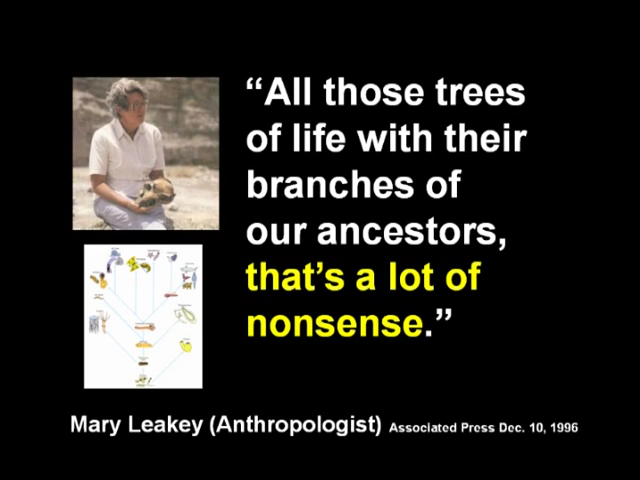 “All those trees
of life with their
branches of
our ancestors,
that’s a lot of
nonsense.”
Mary Leakey (Anthropologist) Associated Press Dec. 10, 1996